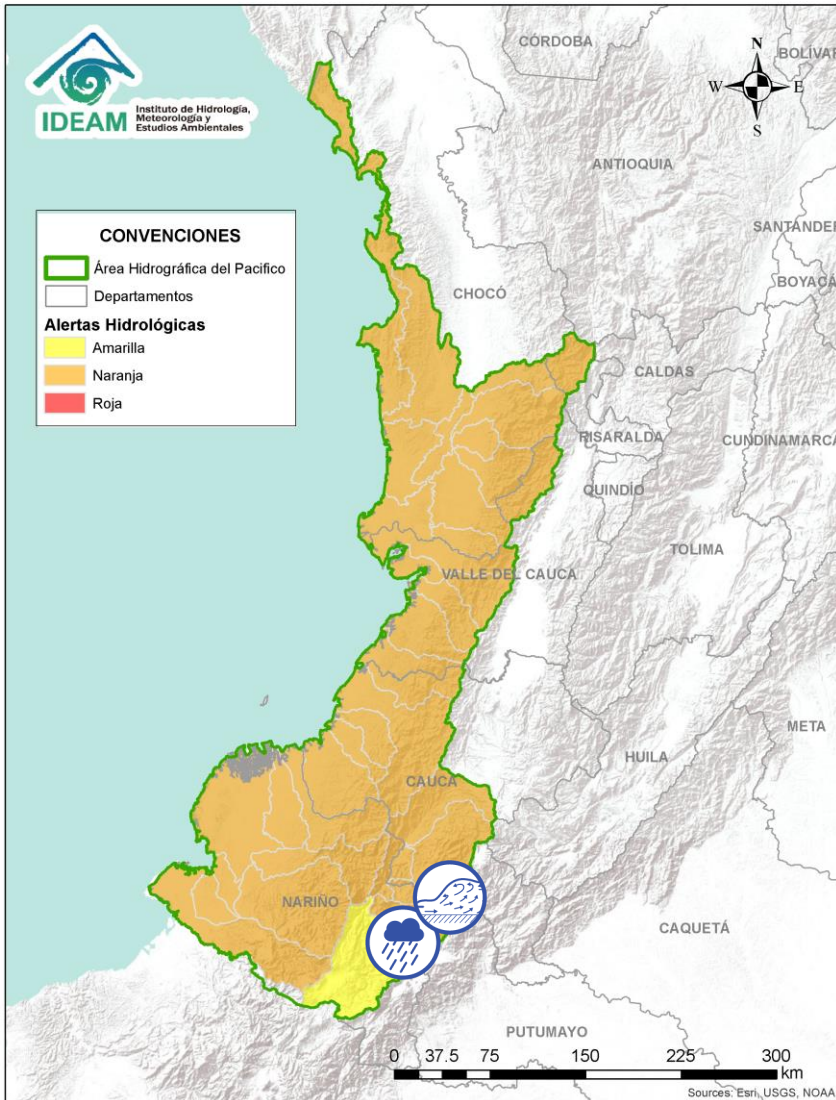 IDEAM
Instituto de Hidrología,
Meteorología y
Estudios Ambientales
CONVENCIONES
Área Hidrográfica del Pacifico
Departamentos
Alertas Hidrológicas
Amarilla
Naranja
Roja
N
W
E
S
CÓRDOBA
BOLÍVAR
ANTIOQUIA
SANTANDER
BOYACÁ
CHOCÓ
CALDAS
RISARALDA
CUNDINAMARCA
QUINDÍO
TOLIMA
VALLE DEL CAUCA
META
HUILA
CAUCA
NARIÑO
CAQUETÁ
PUTUMAYO
0 37.5 75 150 225 300
km
Sources: Esri, USGS, NOAA